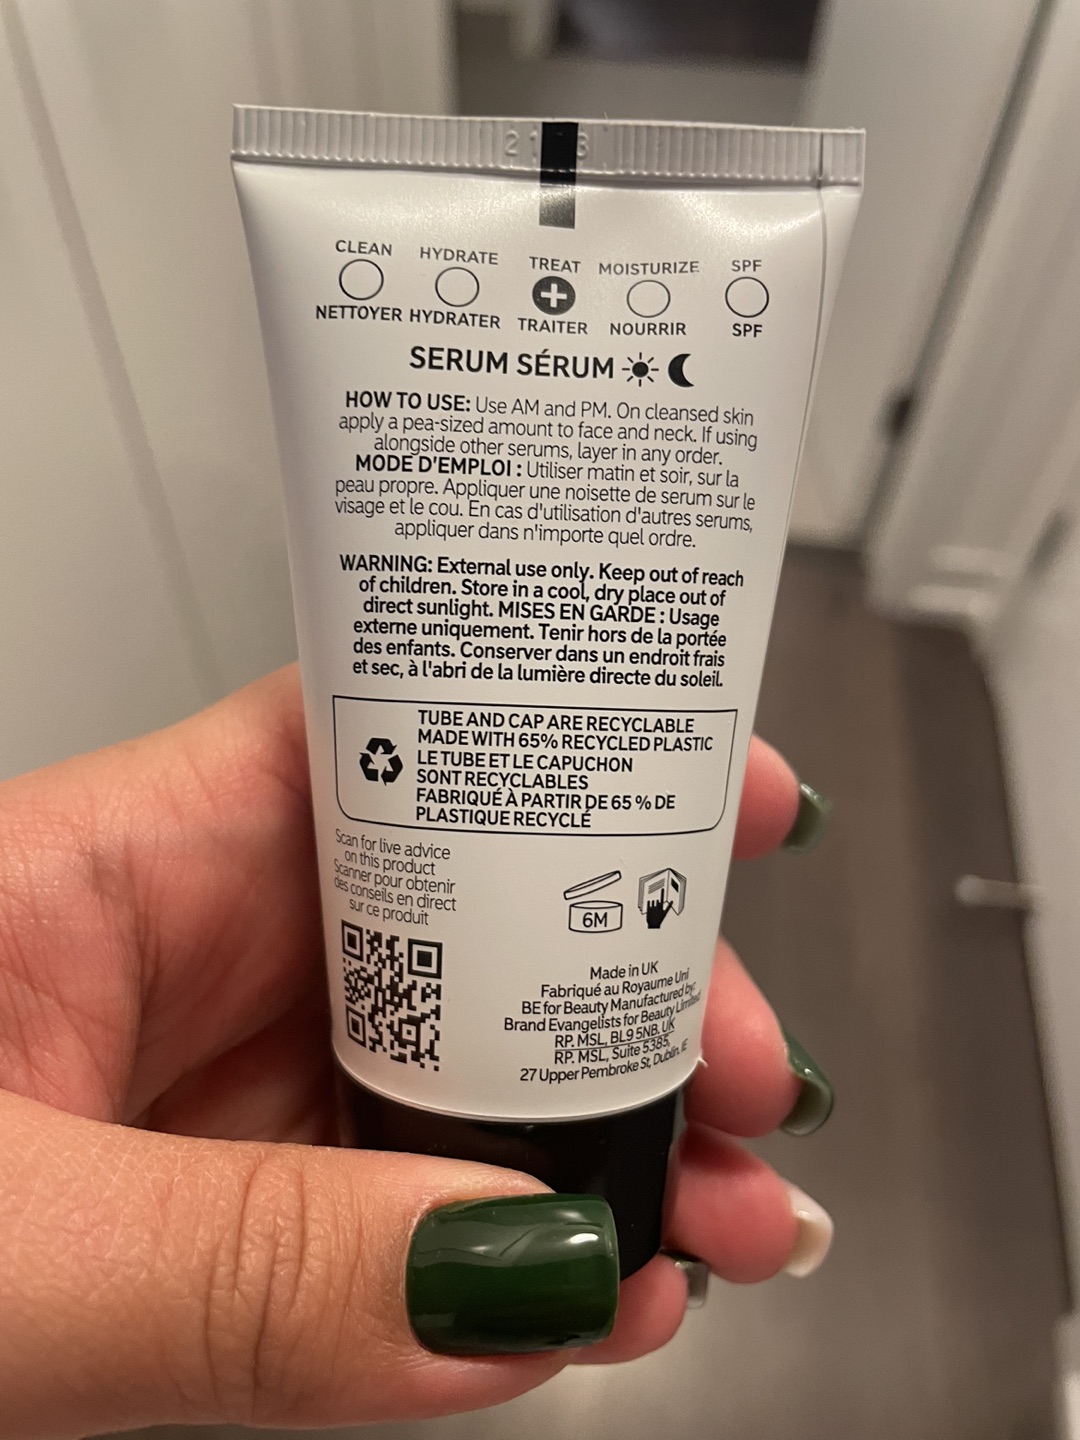 CLEAN HYDRATE TREAT MOISTURIZE SPF
NETTOYER HYDRATER TRAITER NOURRIR SPF
SERUM SÉRUM
HOW TO USE: Use AM and PM. On cleansed skin
apply a pea-sized amount to face and neck. If using
alongside other serums, layer in any order.
MODE D'EMPLOI : Utiliser matin et soir, sur la
peau propre. Appliquer une noisette de serum sur le
visage et le cou. En cas d'utilisation d'autres serums,
appliquer dans n'importe quel ordre.
WARNING: External use only. Keep out of reach
of children. Store in a cool, dry place out of
direct sunlight. MISES EN GARDE : Usage
externe uniquement. Tenir hors de la portée
des enfants. Conserver dans un endroit frais
et sec, à l'abri de la lumière directe du soleil.
TUBE AND CAP ARE RECYCLABLE
MADE WITH 65% RECYCLED PLASTIC
LE TUBE ET LE CAPUCHON
SONT RECYCLABLES
FABRIQUÉ À PARTIR DE 65 % DE
PLASTIQUE RECYCLÉ
Scan for live advice
on this product
Scanner pour obtenir
des conseils en direct
sur ce produit
6M
Made in UK
Fabriqué au Royaume Uni
BE for Beauty Manufactured by:
Brand Evangelists for Beauty Limited
RP. MSL, BL9 5NB, UK
RP. MSL, Suite 5385,
27 Upper Pembroke St, Dublin, IE